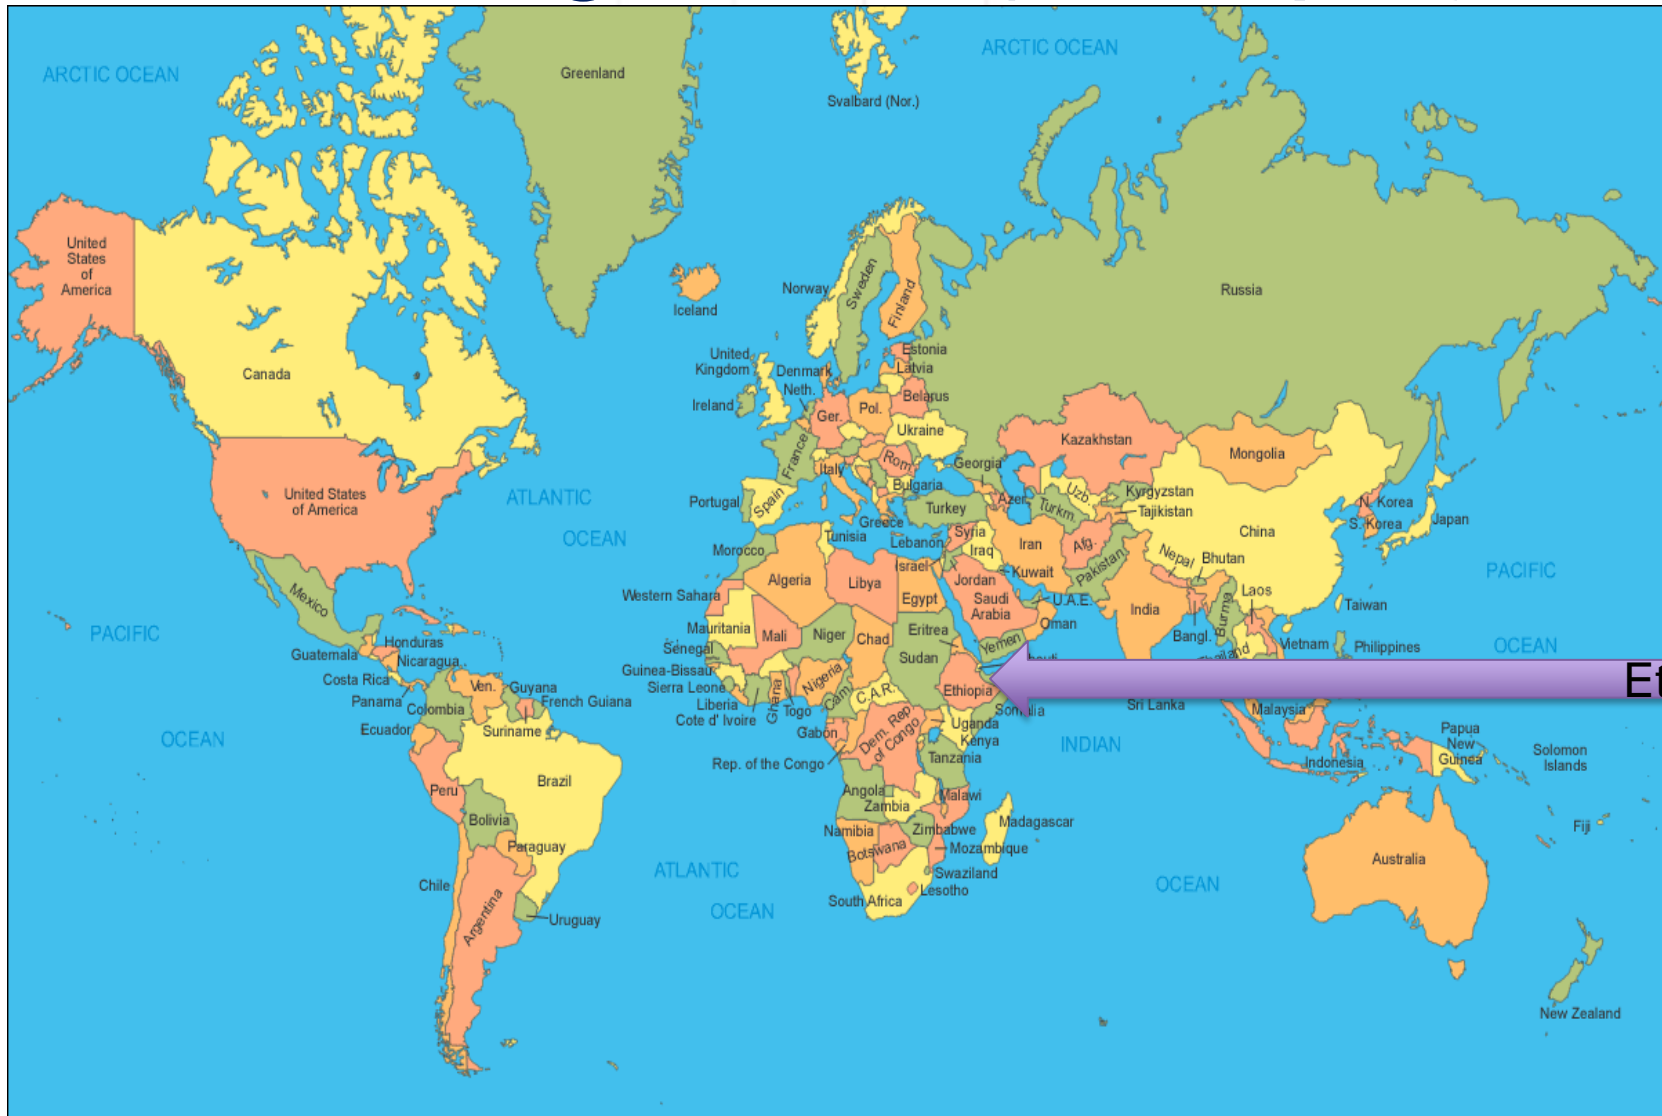 ARCTIC OCEAN
ARCTIC OCEAN
Greenland
Svalbard (Nor.)
United
States
of
America
Canada
Iceland
Norway
Sweden
Finland
Russia
Estonia
Latvia
United
Kingdom
Denmark
Neth.
Ireland
Belarus
Ger.
Pol.
Ukraine
France
Kazakhstan
Mongolia
Italy
Rom.
Georgia
United States
of America
ATLANTIC
OCEAN
Portugal
Spain
Bulgaria
Turkey
Azer.
Uzb.
Turkm.
Kyrgyzstan
Tajikistan
N. Korea
S. Korea
Japan
China
Greece
Tunisia
Lebanon
Syria
Iraq
Iran
Afg.
Morocco
Israel
Jordan
Kuwait
Pakistan
Nepal
Bhutan
PACIFIC
OCEAN
Algeria
Libya
Egypt
Saudi
Arabia
U.A.E.
Oman
India
Burma
Laos
Taiwan
Western Sahara
Mexico
Mauritania
Mali
Niger
Chad
Eritrea
Sudan
Yemen
Bangl.
Thailand
Vietnam
Philippines
PACIFIC
OCEAN
Honduras
Guatemala
Nicaragua
Costa Rica
Panama
Senegal
Guinea-Bissau
Sierra Leone
Liberia
Cote d' Ivoire
Ghana
Togo
Nigeria
Cam.
C.A.R.
Ethiopia
Somalia
Sri Lanka
Malaysia
Ven.
Guyana
French Guiana
Colombia
Suriname
Ecuador
Gabon
Rep. of the Congo
Dem. Rep.
of Congo
Uganda
Kenya
Tanzania
INDIAN
OCEAN
Indonesia
Papua
New
Guinea
Solomon
Islands
Peru
Brazil
Bolivia
Paraguay
Chile
Argentina
Uruguay
ATLANTIC
OCEAN
Angola
Zambia
Malawi
Namibia
Zimbabwe
Botswana
Mozambique
Madagascar
Swaziland
Lesotho
South Africa
Fiji
Australia
New Zealand
Et